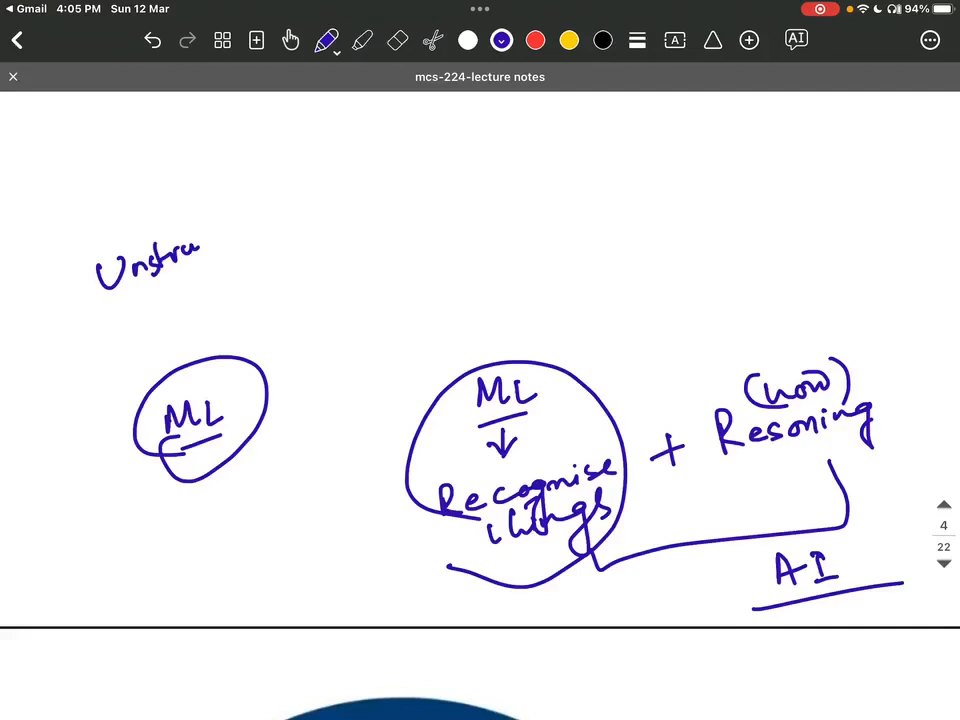 Gmail 4:05 PM Sun 12 Mar 94%
A AI
mcs-224-lecture notes
Unstru
ML
ML
Recognise
things
+
(how)
Resoning
AI
4
22